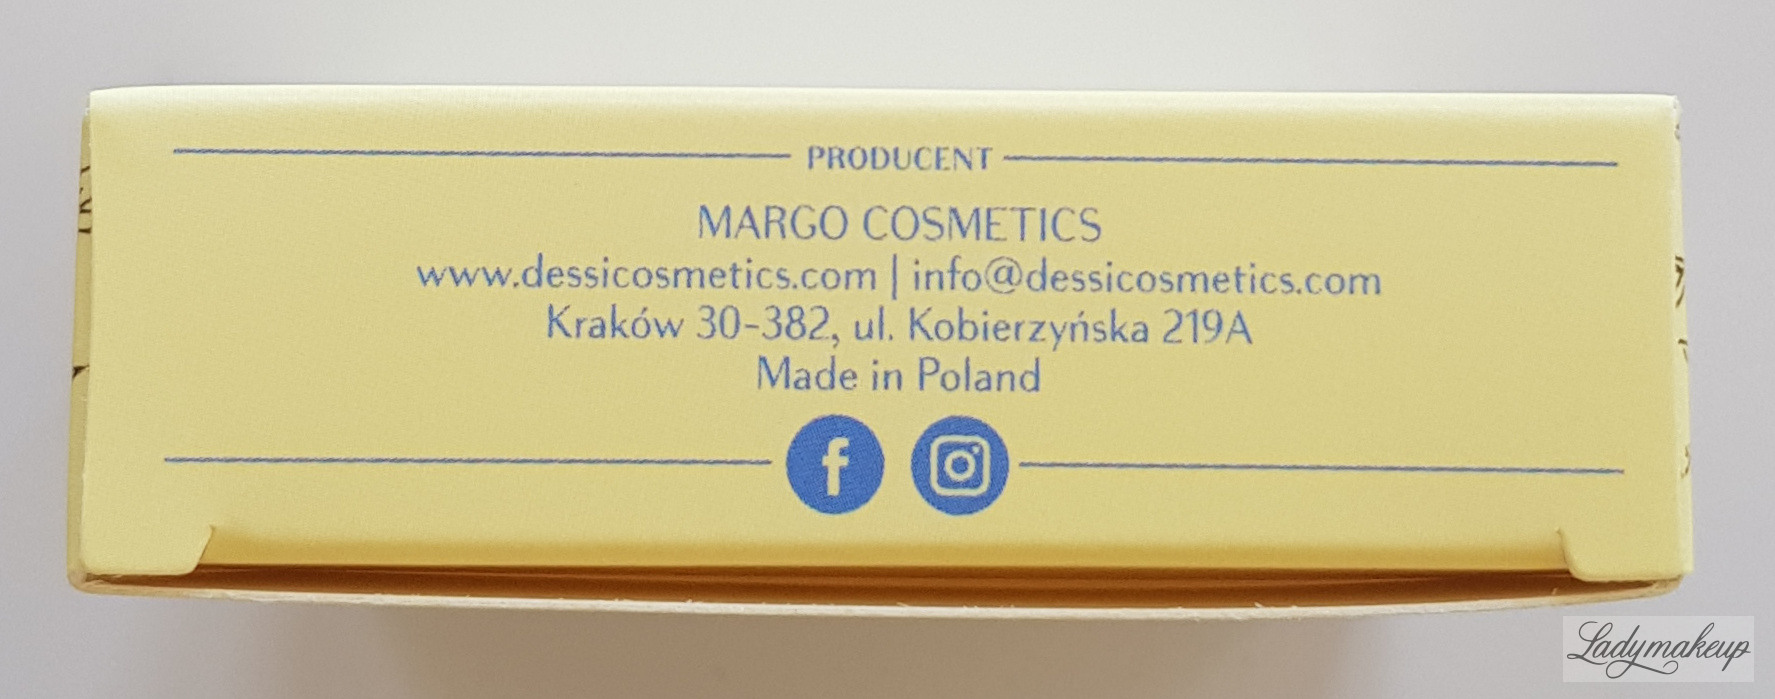 PRODUCENT
MARGO COSMETICS
www.dessicosmetics.com | info@dessicosmetics.com
Kraków 30-382, ul. Kobierzyńska 219A
Made in Poland
Ladymakeup